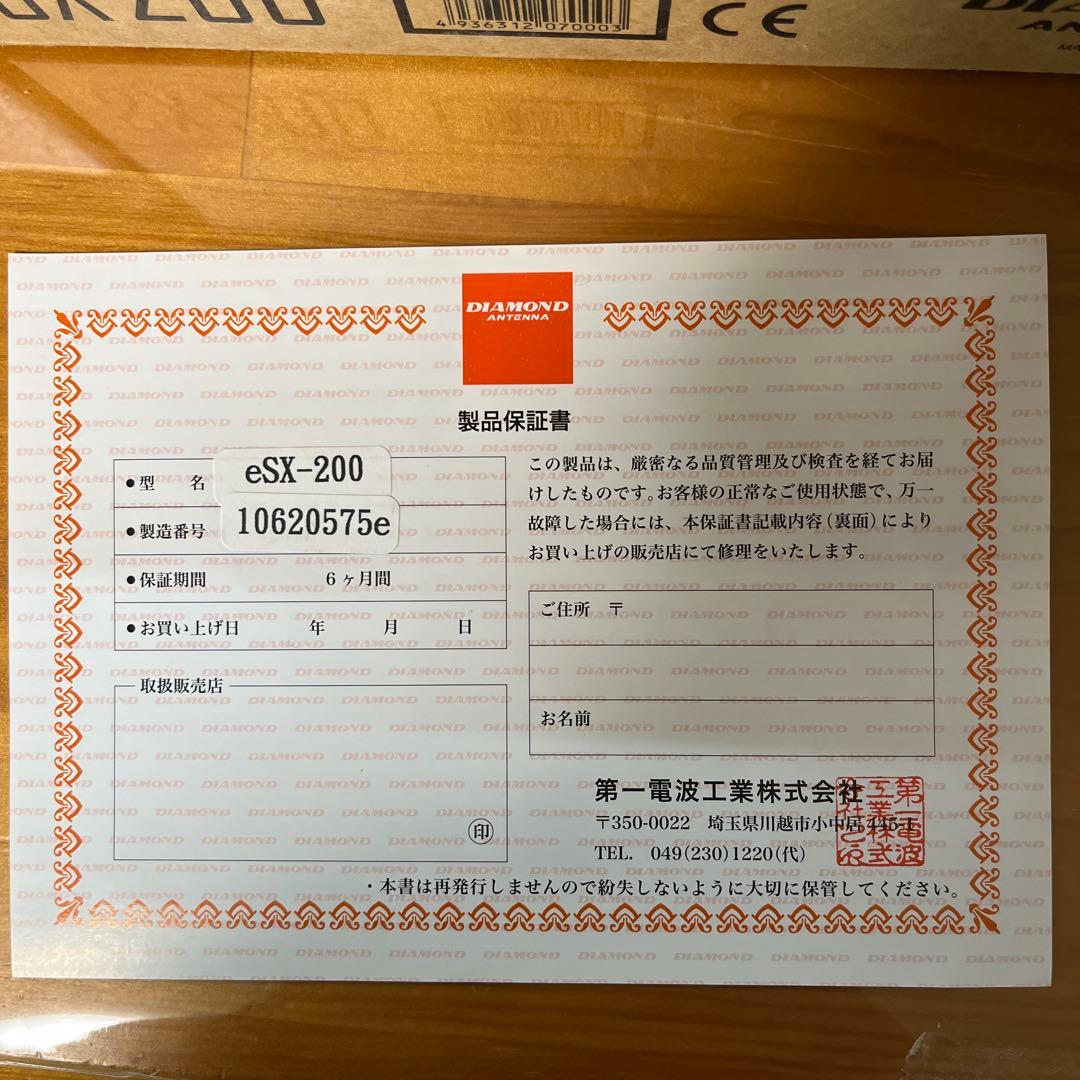 200
4 936312 070003
CE
DIAMOND
ANTENNA
製品保証書
●型　名 eSX-200
●製造番号 10620575e
●保証期間 6ヶ月間
●お買い上げ日 年 月 日
取扱販売店
印
この製品は、厳密なる品質管理及び検査を経てお届
けしたものです。お客様の正常なご使用状態で、万一
故障した場合には、本保証書記載内容(裏面)により
お買い上げの販売店にて修理をいたします。
ご住所 〒
お名前
第一電波工業株式会社
〒350-0022 埼玉県川越市小中居445-1
TEL. 049(230)1220(代)
・本書は再発行しませんので紛失しないように大切に保管してください。